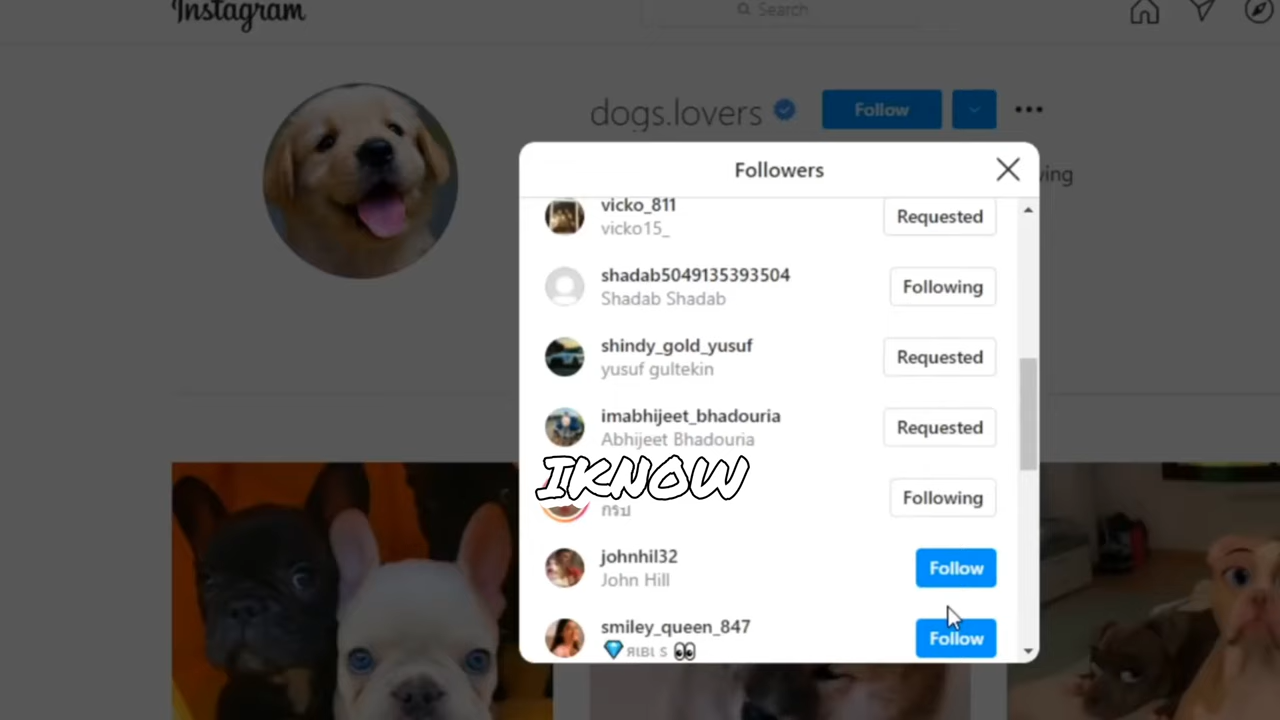 Instagram
Search
dogs.lovers
Follow
Followers
vicko_811
vicko15_
Requested
shadab5049135393504
Shadab Shadab
Following
shindy_gold_yusuf
yusuf gultekin
Requested
imabhijeet_bhadouria
Abhijeet Bhadouria
Requested
IKNOW
Following
johnhil32
John Hill
Follow
smiley_queen_847
💎 ЯΙΒΙ Ѕ 👀
Follow